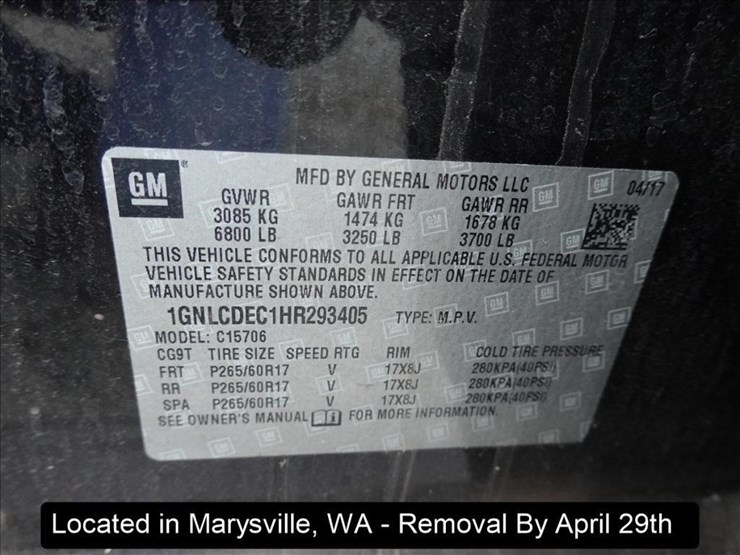 GM
MFD BY GENERAL MOTORS LLC 04/17
GVWR GAWR FRT GAWR RR
3085 KG 1474 KG 1678 KG
6800 LB 3250 LB 3700 LB
THIS VEHICLE CONFORMS TO ALL APPLICABLE U.S. FEDERAL MOTOR
VEHICLE SAFETY STANDARDS IN EFFECT ON THE DATE OF
MANUFACTURE SHOWN ABOVE.
1GNLCDEC1HR293405 TYPE: M.P.V.
MODEL: C15706
CG9T TIRE SIZE SPEED RTG RIM COLD TIRE PRESSURE
FRT P265/60R17 V 17X8J 280KPA(40PSI)
RR P265/60R17 V 17X8J 280KPA(40PSI)
SPA P265/60R17 V 17X8J 280KPA(40PSI)
SEE OWNER'S MANUAL FOR MORE INFORMATION.
Located in Marysville, WA - Removal By April 29th